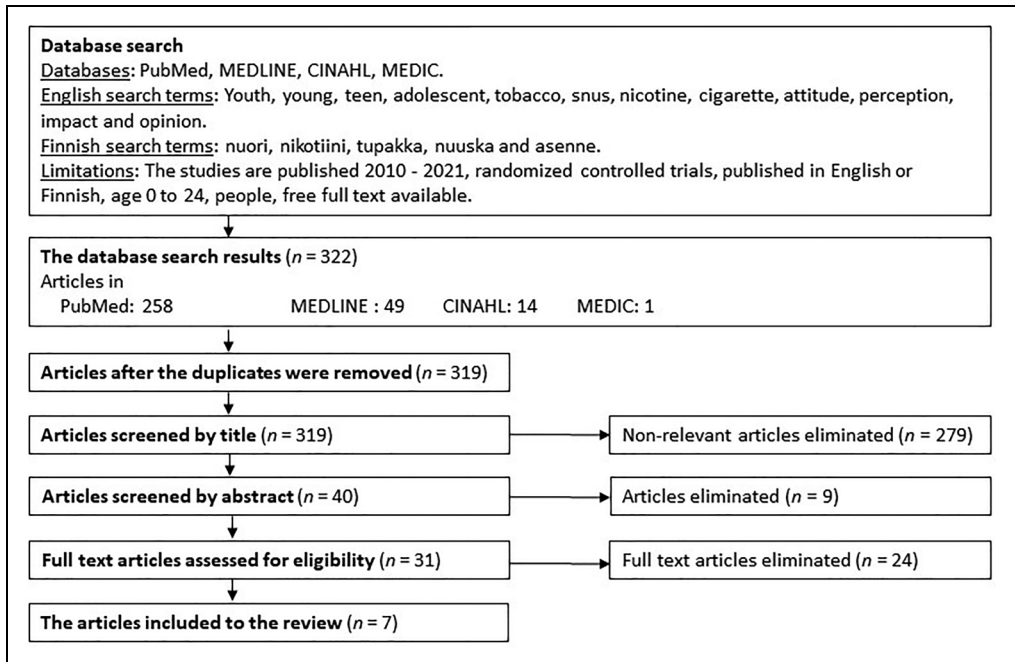 Database search
Databases: PubMed, MEDLINE, CINAHL, MEDIC.
English search terms: Youth, young, teen, adolescent, tobacco, snus, nicotine, cigarette, attitude, perception,
impact and opinion.
Finnish search terms: nuori, nikotiini, tupakka, nuuska and asenne.
Limitations: The studies are published 2010 - 2021, randomized controlled trials, published in English or
Finnish, age 0 to 24, people, free full text available.
The database search results (n = 322)
Articles in
PubMed: 258 MEDLINE : 49 CINAHL: 14 MEDIC: 1
Articles after the duplicates were removed (n = 319)
Articles screened by title (n = 319)
Non-relevant articles eliminated (n = 279)
Articles screened by abstract (n = 40)
Articles eliminated (n = 9)
Full text articles assessed for eligibility (n = 31)
Full text articles eliminated (n = 24)
The articles included to the review (n = 7)